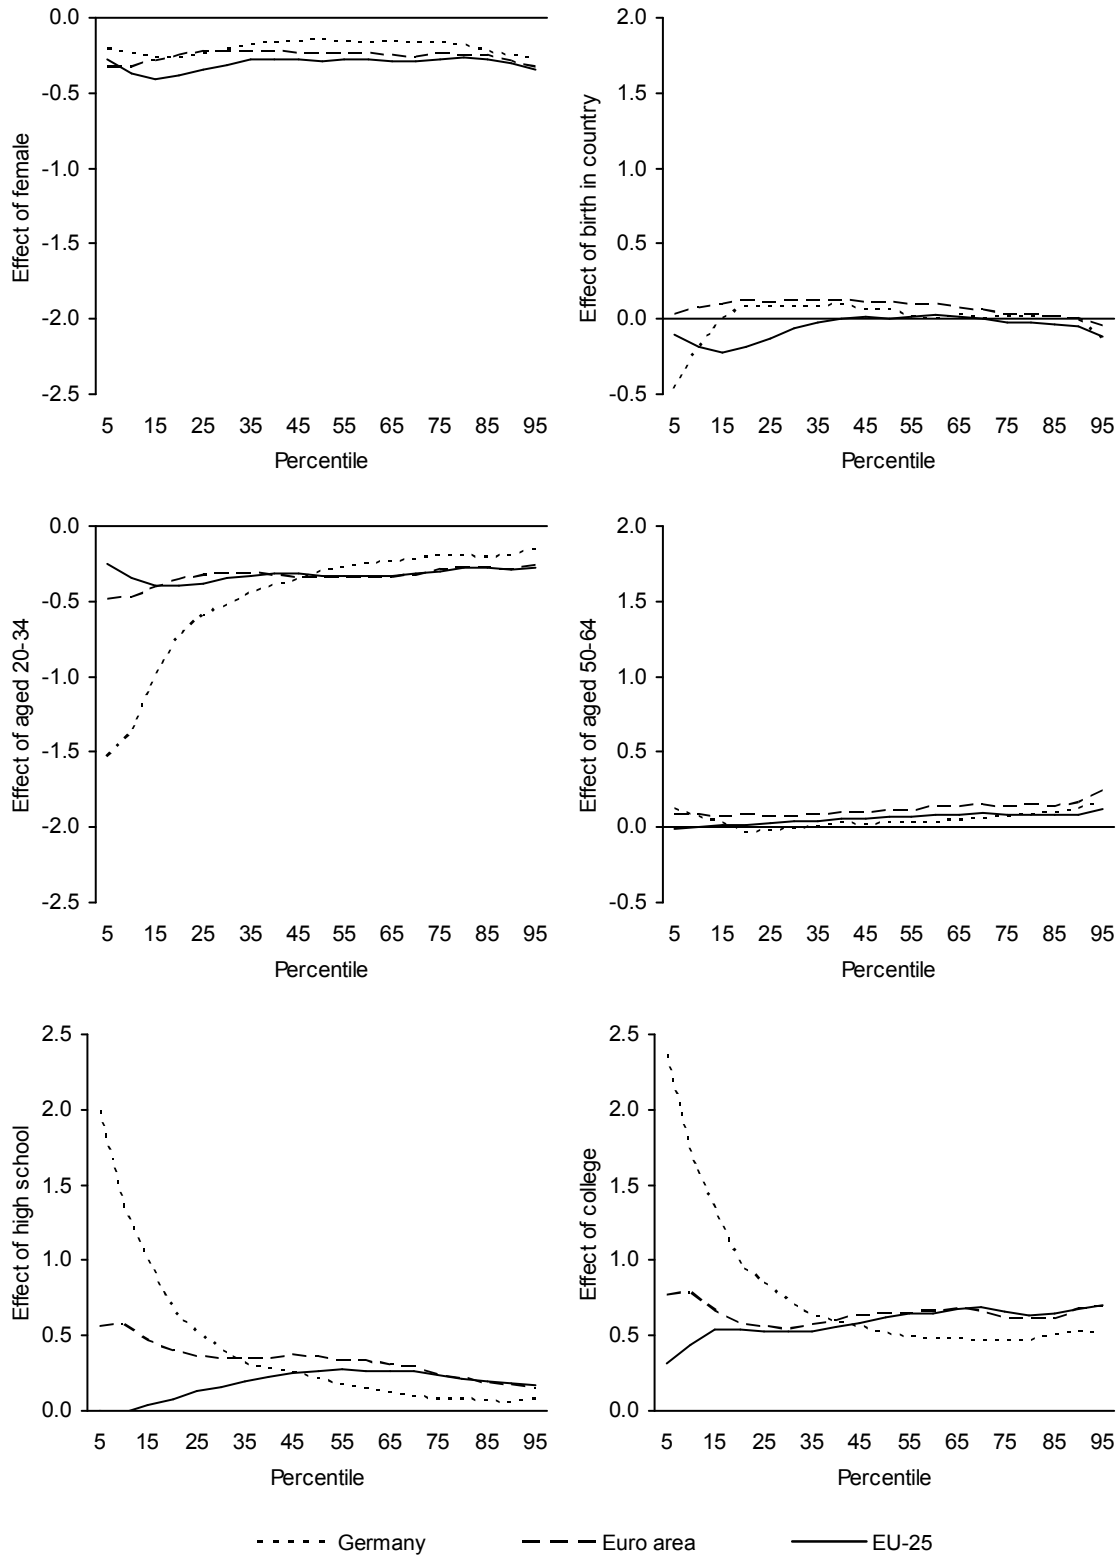 0.0
-0.5
-1.0
-1.5
-2.0
-2.5
Effect of female
5 15 25 35 45 55 65 75 85 95
Percentile
2.0
1.5
1.0
0.5
0.0
-0.5
Effect of birth in country
5 15 25 35 45 55 65 75 85 95
Percentile
0.0
-0.5
-1.0
-1.5
-2.0
-2.5
Effect of aged 20-34
5 15 25 35 45 55 65 75 85 95
Percentile
2.0
1.5
1.0
0.5
0.0
-0.5
Effect of aged 50-64
5 15 25 35 45 55 65 75 85 95
Percentile
2.5
2.0
1.5
1.0
0.5
0.0
Effect of high school
5 15 25 35 45 55 65 75 85 95
Percentile
2.5
2.0
1.5
1.0
0.5
0.0
Effect of college
5 15 25 35 45 55 65 75 85 95
Percentile
Germany Euro area EU-25